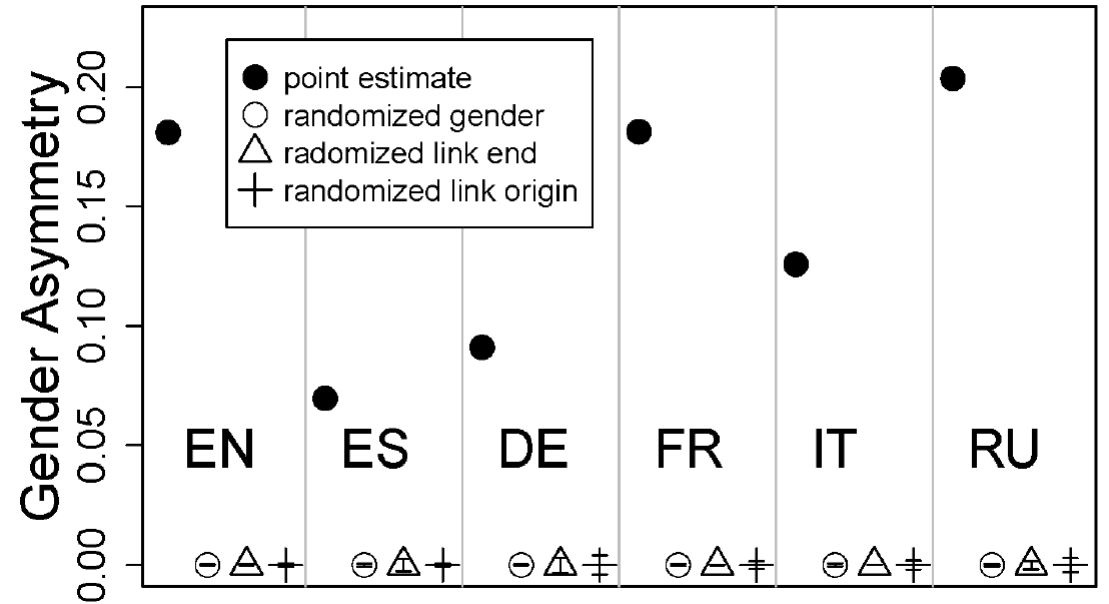 Gender Asymmetry
0.20
0.15
0.10
0.05
0.00
point estimate
randomized gender
radomized link end
randomized link origin
EN ES DE FR IT RU